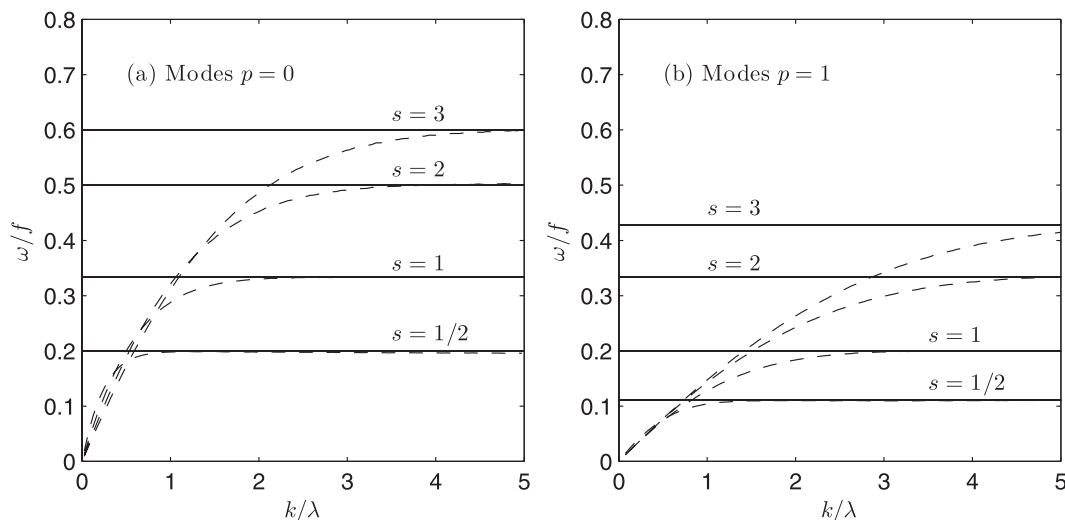 (a) Modes p = 0
s = 3
s = 2
s = 1
s = 1/2
0.8
0.7
0.6
0.5
0.4
0.3
0.2
0.1
0
ω/f
0 1 2 3 4 5
k/λ
(b) Modes p = 1
s = 3
s = 2
s = 1
s = 1/2
0.8
0.7
0.6
0.5
0.4
0.3
0.2
0.1
0
ω/f
0 1 2 3 4 5
k/λ